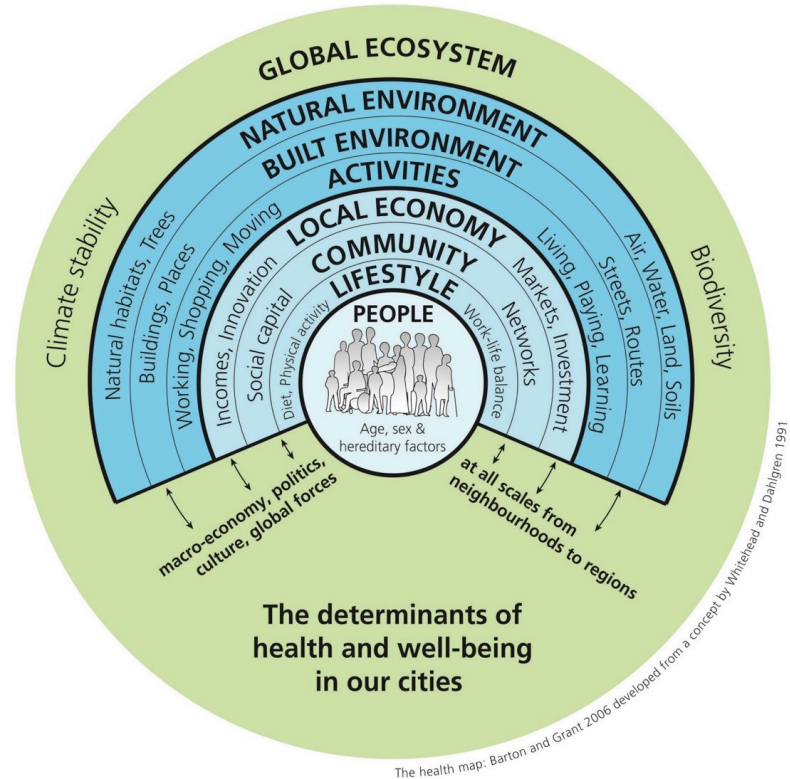 GLOBAL ECOSYSTEM
NATURAL ENVIRONMENT
BUILT ENVIRONMENT
ACTIVITIES
LOCAL ECONOMY
COMMUNITY
LIFESTYLE
PEOPLE
Age, sex &
hereditary factors
Climate stability
Natural habitats, Trees
Buildings, Places
Working, Shopping, Moving
Incomes, Innovation
Social capital
Diet, Physical activity
Work-life balance
Networks
Markets, Investment
Living, Playing, Learning
Streets, Routes
Air, Water, Land, Soils
Biodiversity
macro-economy, politics,
culture, global forces
at all scales from
neighbourhoods to regions
The determinants of
health and well-being
in our cities
The health map: Barton and Grant 2006 developed from a concept by Whitehead and Dahlgren 1991